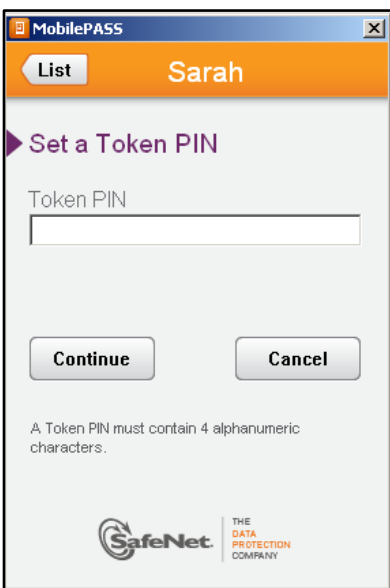 MobilePASS
List
Sarah
Set a Token PIN
Token PIN
Continue
Cancel
A Token PIN must contain 4 alphanumeric
characters.
SafeNet.
THE
DATA
PROTECTION
COMPANY